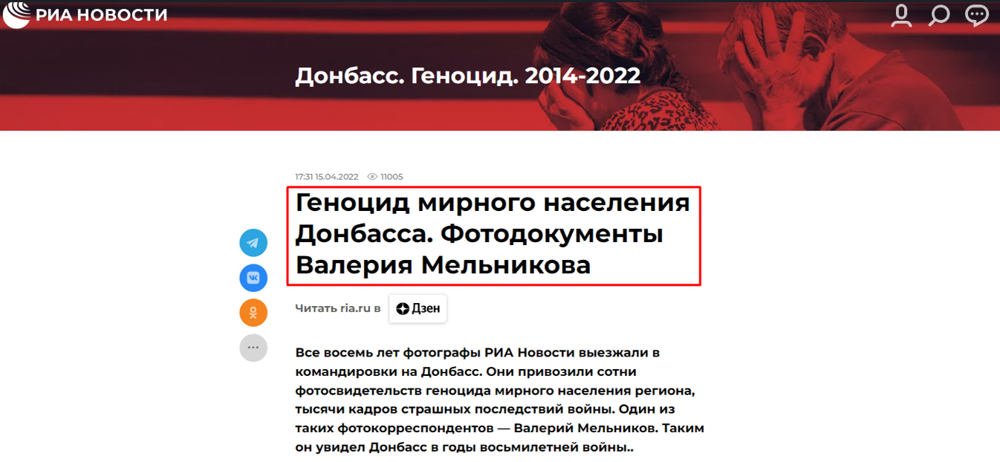 РИА НОВОСТИ
Донбасс. Геноцид. 2014-2022
17:31 15.04.2022 11005
Геноцид мирного населения
Донбасса. Фотодокументы
Валерия Мельникова
Читать ria.ru в Дзен
Все восемь лет фотографы РИА Новости выезжали в
командировки на Донбасс. Они привозили сотни
фотосвидетельств геноцида мирного населения региона,
тысячи кадров страшных последствий войны. Один из
таких фотокорреспондентов — Валерий Мельников. Таким
он увидел Донбасс в годы восьмилетней войны..